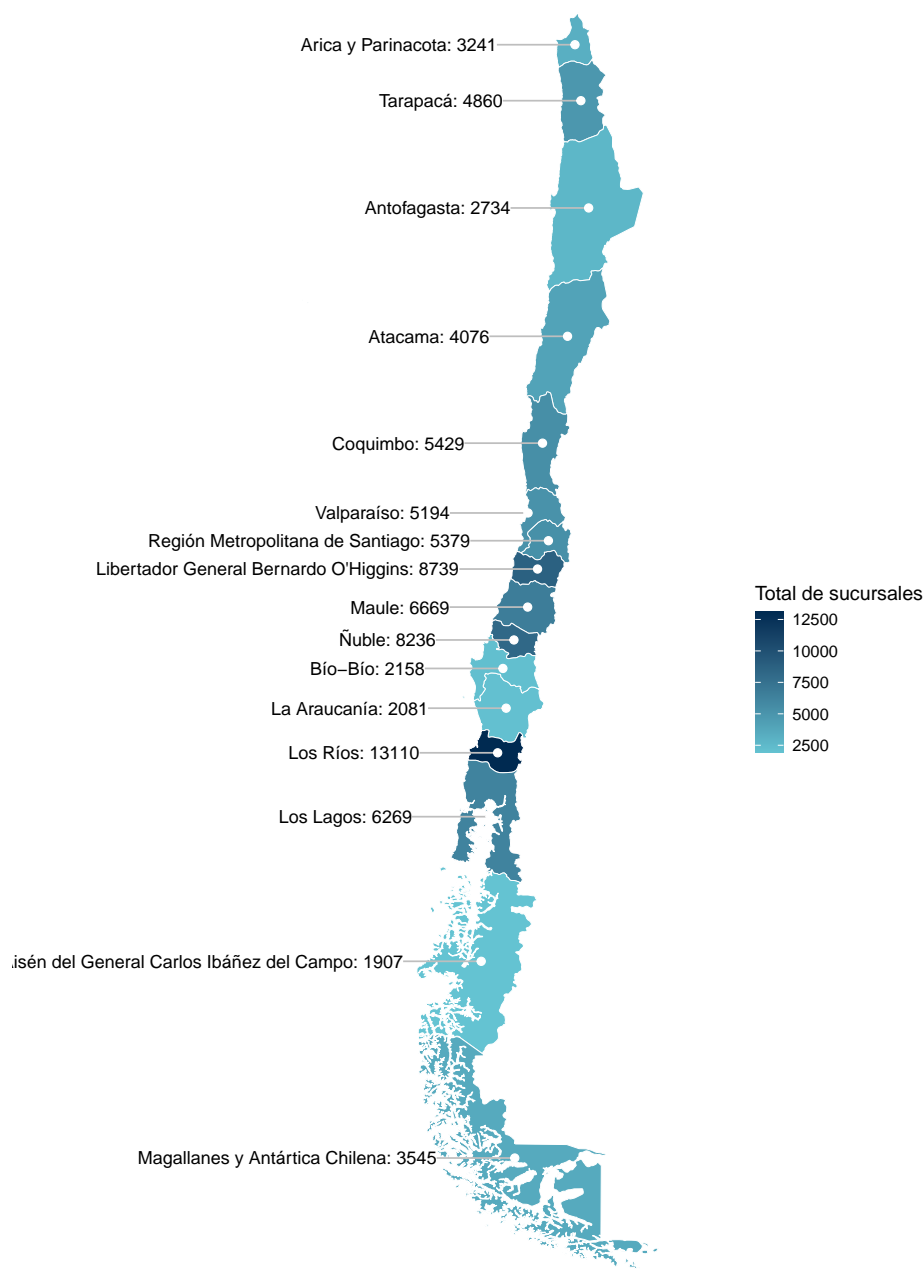 Arica y Parinacota: 3241
Tarapacá: 4860
Antofagasta: 2734
Atacama: 4076
Coquimbo: 5429
Valparaíso: 5194
Región Metropolitana de Santiago: 5379
Libertador General Bernardo O'Higgins: 8739
Maule: 6669
Ñuble: 8236
Bío−Bío: 2158
La Araucanía: 2081
Los Ríos: 13110
Los Lagos: 6269
del General Carlos Ibáñez del Campo: 1907
Magallanes y Antártica Chilena: 3545
Total de sucursales
12500
10000
7500
5000
2500